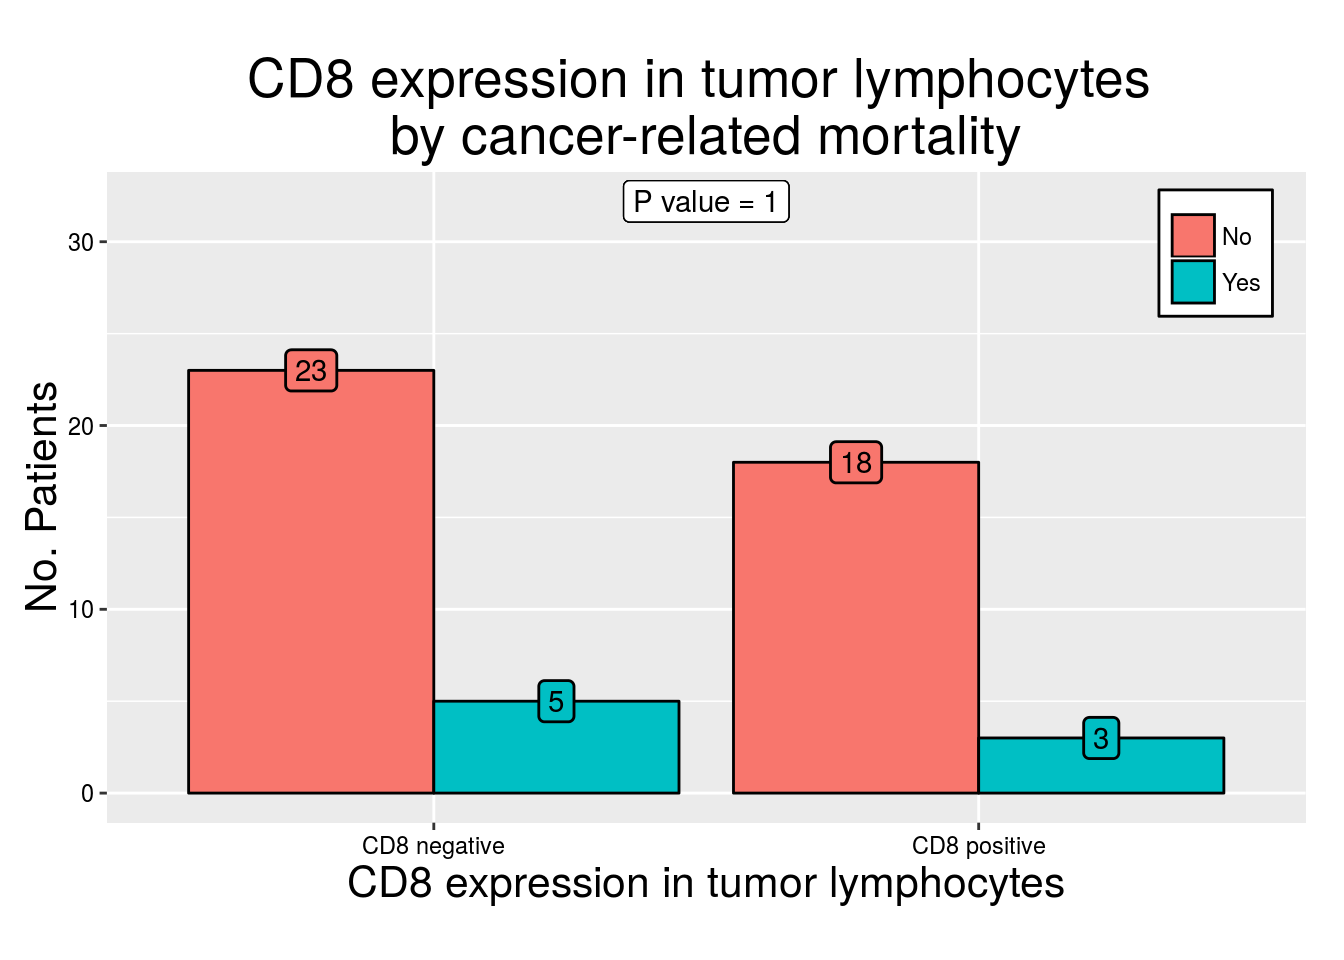 CD8 expression in tumor lymphocytes
by cancer-related mortality
P value = 1
No
Yes
30
20
10
0
No. Patients
23
5
18
3
CD8 negative
CD8 positive
CD8 expression in tumor lymphocytes